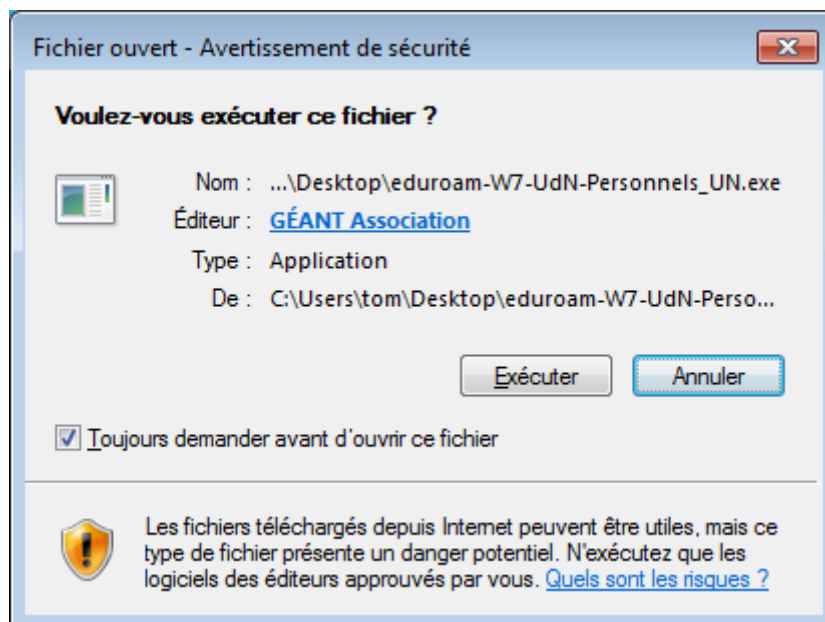 Fichier ouvert - Avertissement de sécurité
Voulez-vous exécuter ce fichier ?
Nom : ...\Desktop\eduroam-W7-UdN-Personnels_UN.exe
Éditeur : GÉANT Association
Type : Application
De : C:\Users\tom\Desktop\eduroam-W7-UdN-Perso...
Exécuter Annuler
Toujours demander avant d'ouvrir ce fichier
Les fichiers téléchargés depuis Internet peuvent être utiles, mais ce
type de fichier présente un danger potentiel. N'exécutez que les
logiciels des éditeurs approuvés par vous. Quels sont les risques ?